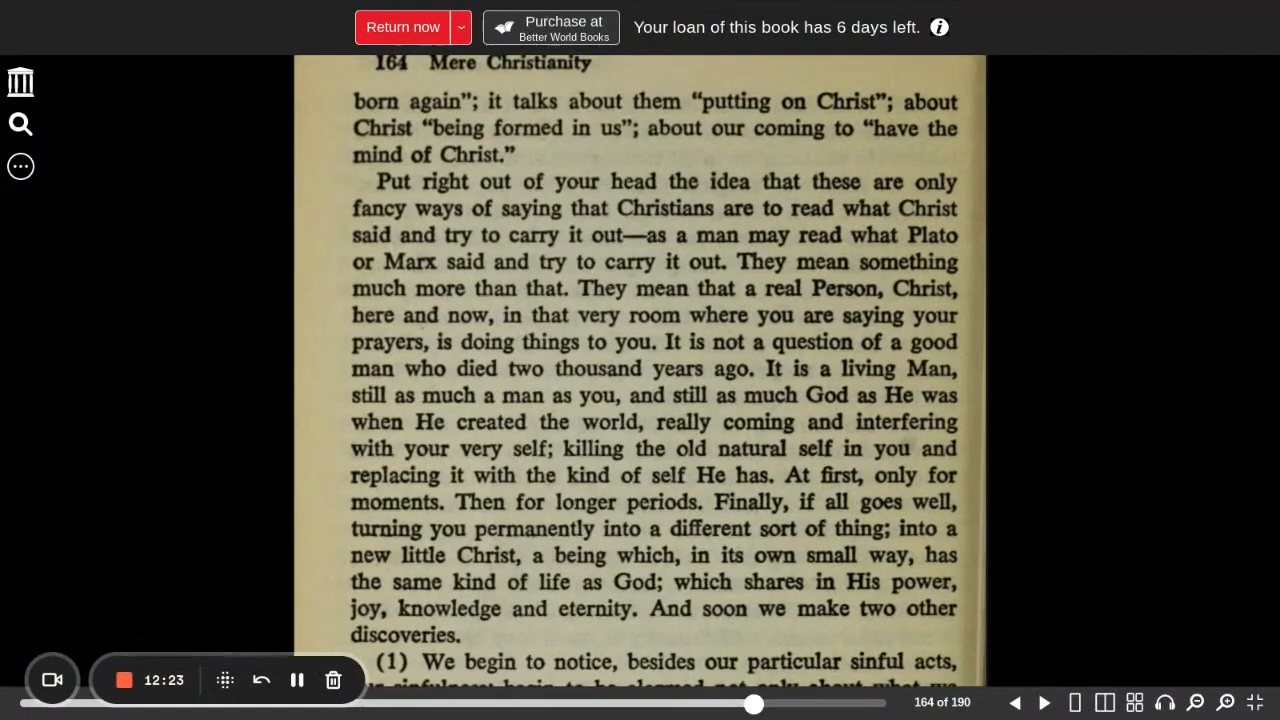 Return now
Purchase at
Better World Books
Your loan of this book has 6 days left.
164 Mere Christianity
born again”; it talks about them “putting on Christ”; about
Christ “being formed in us”; about our coming to “have the
mind of Christ.”
Put right out of your head the idea that these are only
fancy ways of saying that Christians are to read what Christ
said and try to carry it out—as a man may read what Plato
or Marx said and try to carry it out. They mean something
much more than that. They mean that a real Person, Christ,
here and now, in that very room where you are saying your
prayers, is doing things to you. It is not a question of a good
man who died two thousand years ago. It is a living Man,
still as much a man as you, and still as much God as He was
when He created the world, really coming and interfering
with your very self; killing the old natural self in you and
replacing it with the kind of self He has. At first, only for
moments. Then for longer periods. Finally, if all goes well,
turning you permanently into a different sort of thing; into a
new little Christ, a being which, in its own small way, has
the same kind of life as God; which shares in His power,
joy, knowledge and eternity. And soon we make two other
discoveries.
(1) We begin to notice, besides our particular sinful acts,
12:23
164 of 190